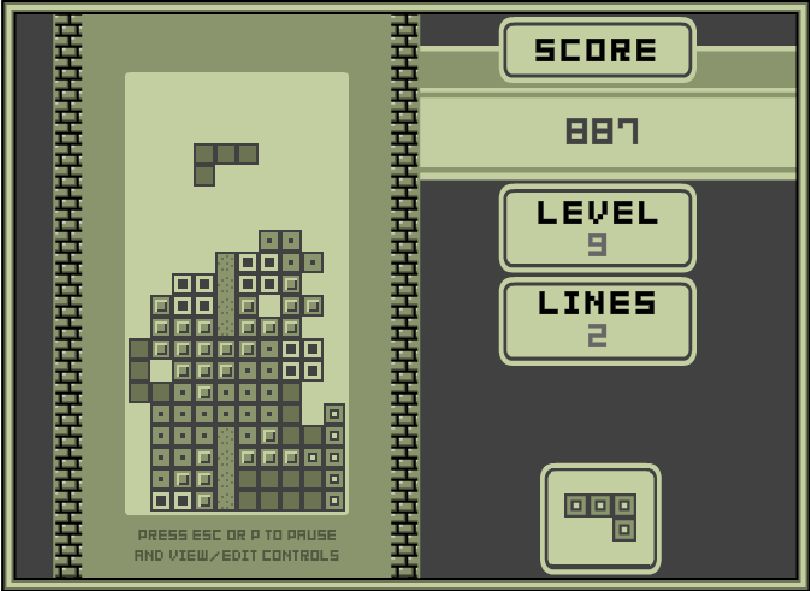 SCORE
887
LEVEL
9
LINES
2
PRESS ESC OR P TO PAUSE
AND VIEW/EDIT CONTROLS